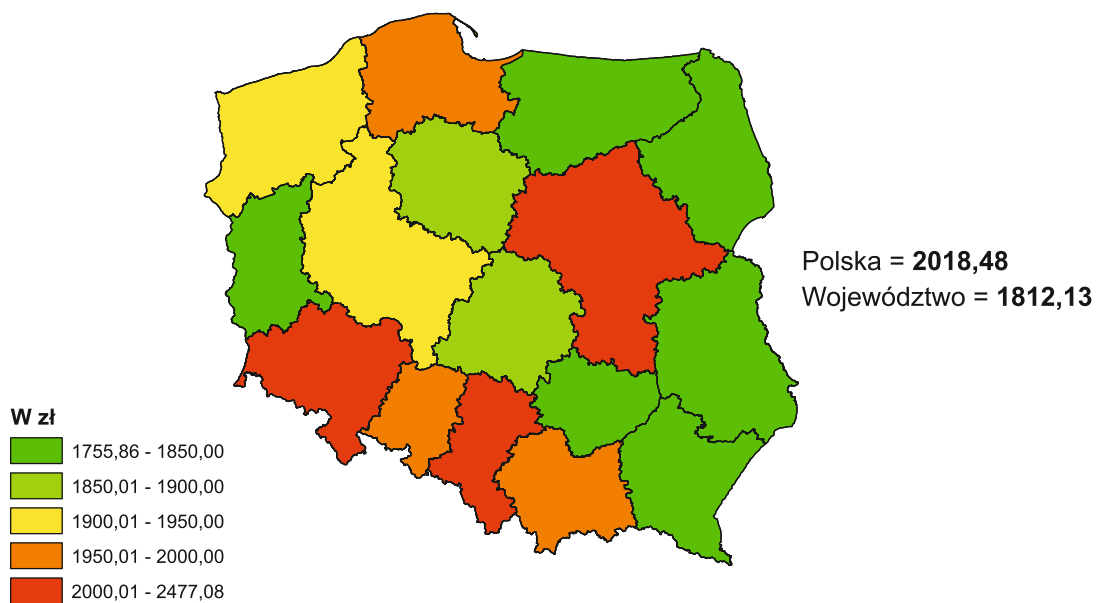 Polska = 2018,48
Województwo = 1812,13
W zł
1755,86 - 1850,00
1850,01 - 1900,00
1900,01 - 1950,00
1950,01 - 2000,00
2000,01 - 2477,08